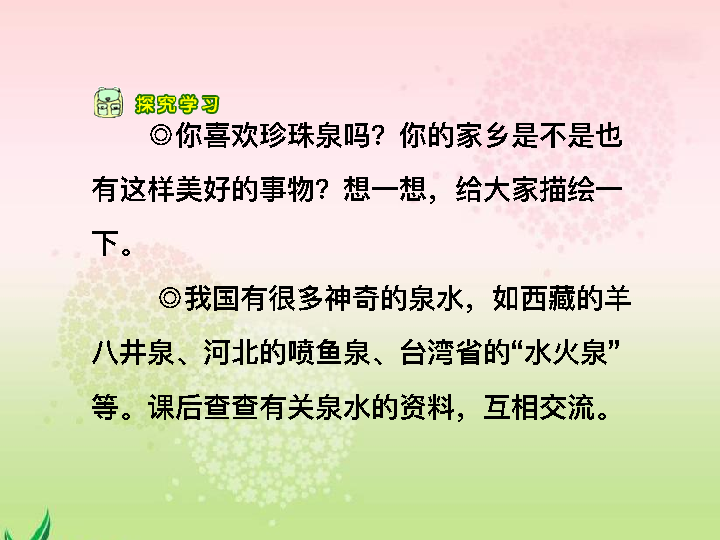 探究学习
◎你喜欢珍珠泉吗？你的家乡是不是也
有这样美好的事物？想一想，给大家描绘一
下。
◎我国有很多神奇的泉水，如西藏的羊
八井泉、河北的喷鱼泉、台湾省的“水火泉”
等。课后查查有关泉水的资料，互相交流。